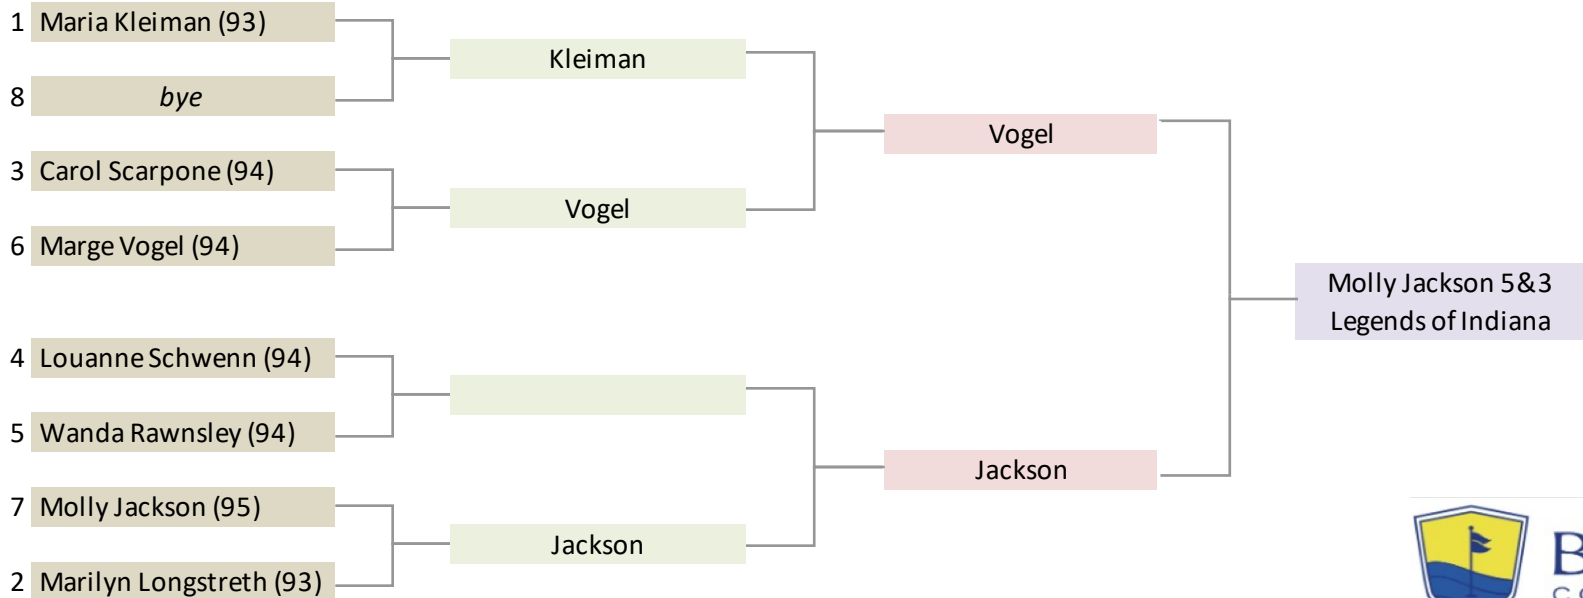 1 Maria Kleiman (93)
Kleiman
8 bye
Vogel
3 Carol Scarpone (94)
Vogel
6 Marge Vogel (94)
Molly Jackson 5&3
Legends of Indiana
4 Louanne Schwenn (94)
5 Wanda Rawnsley (94)
Jackson
7 Molly Jackson (95)
Jackson
2 Marilyn Longstreth (93)